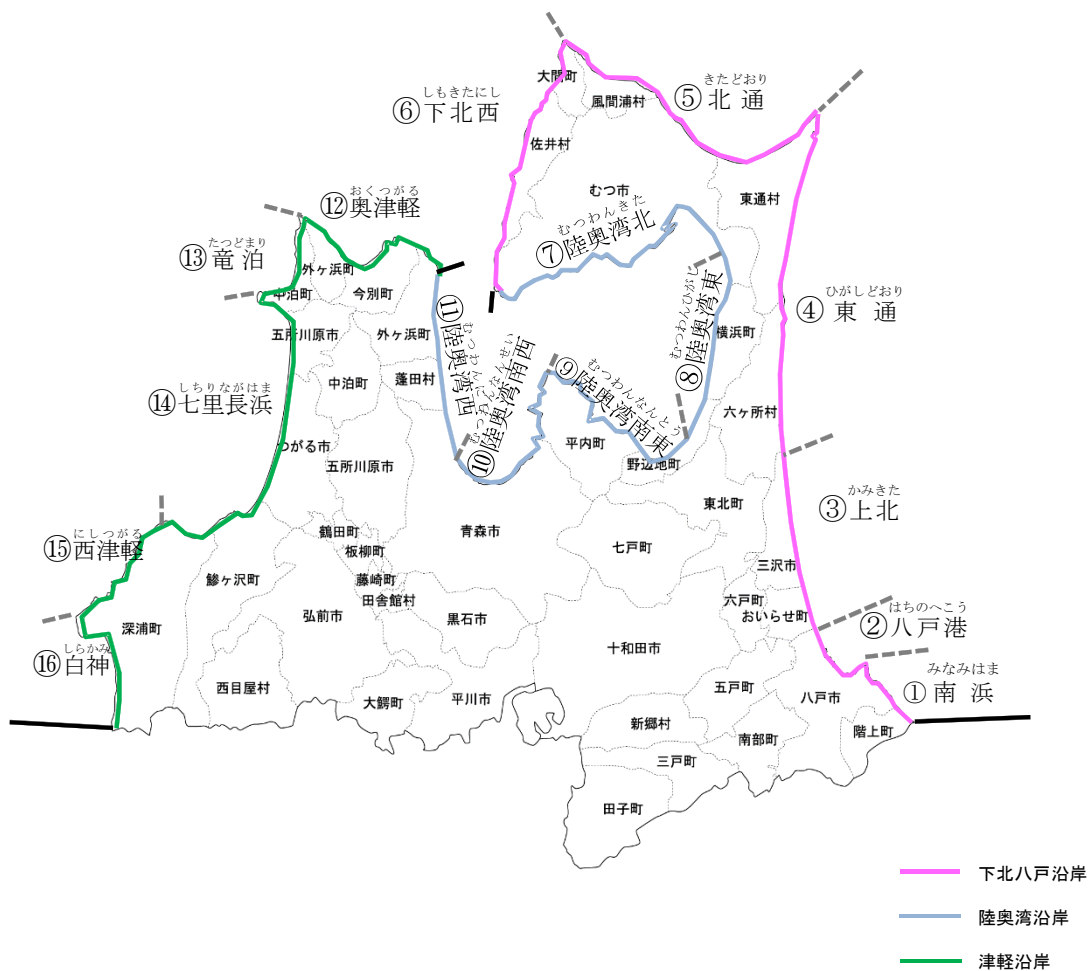 きたどおり
⑤北通
しもきたにし
⑥下北西
大間町
風間浦村
佐井村
むつ市
東通村
むつわんきた
⑦陸奥湾北
おくつがる
⑫奥津軽
たつどまり
⑬竜泊
外ヶ浜町
中泊町
今別町
五所川原市
外ヶ浜町
むつわんにし
⑪陸奥湾西
むつわんひがし
⑧陸奥湾東
横浜町
ひがしどおり
④東通
中泊町
蓬田村
むつわんなんせい
⑩陸奥湾南西
むつわんなんとう
⑨陸奥湾南東
しちりながはま
⑭七里長浜
つがる市
五所川原市
平内町
野辺地町
六ヶ所村
東北町
かみきた
③上北
にしつがる
⑮西津軽
鶴田町
板柳町
青森市
七戸町
鰺ヶ沢町
藤崎町
田舎館村
三沢市
六戸町
おいらせ町
はちのへこう
②八戸港
深浦町
弘前市
黒石市
十和田市
しらかみ
⑯白神
西目屋村
大鰐町
平川市
五戸町
八戸市
みなみはま
①南浜
新郷村
南部町
階上町
三戸町
田子町
下北八戸沿岸
陸奥湾沿岸
津軽沿岸